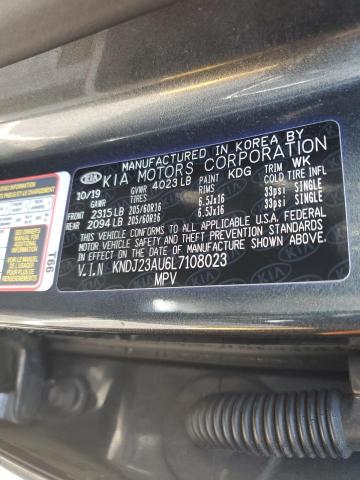 MANUFACTURED IN KOREA BY
KIA KIA MOTORS CORPORATION
10/19 GVWR 4023 LB PAINT KDG TRIM WK
GAWR TIRES RIMS COLD TIRE INFL
FRONT 2315 LB 205/60R16 6.5Jx16 33psi SINGLE
REAR 2094 LB 205/60R16 6.5Jx16 33psi SINGLE
THIS VEHICLE CONFORMS TO ALL APPLICABLE U.S.A. FEDERAL
MOTOR VEHICLE SAFETY, BUMPER, AND THEFT PREVENTION
STANDARDS IN EFFECT ON THE DATE OF MANUFACTURE
V.I.N KNDJ23AU6L7108023
MPV
T66